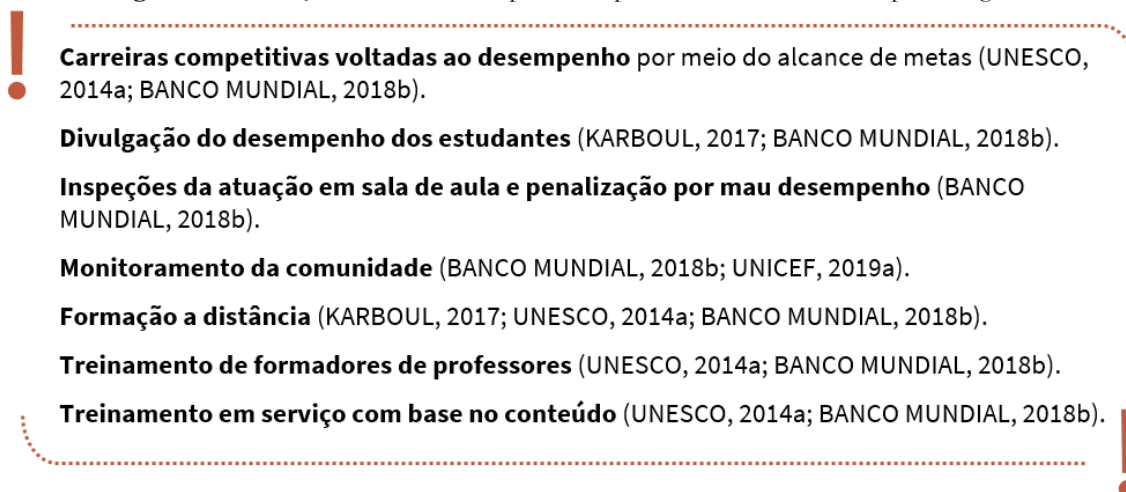 Carreiras competitivas voltadas ao desempenho por meio do alcance de metas (UNESCO,
2014a; BANCO MUNDIAL, 2018b).
Divulgação do desempenho dos estudantes (KARBOUL, 2017; BANCO MUNDIAL, 2018b).
Inspeções da atuação em sala de aula e penalização por mau desempenho (BANCO
MUNDIAL, 2018b).
Monitoramento da comunidade (BANCO MUNDIAL, 2018b; UNICEF, 2019a).
Formação a distância (KARBOUL, 2017; UNESCO, 2014a; BANCO MUNDIAL, 2018b).
Treinamento de formadores de professores (UNESCO, 2014a; BANCO MUNDIAL, 2018b).
Treinamento em serviço com base no conteúdo (UNESCO, 2014a; BANCO MUNDIAL, 2018b).